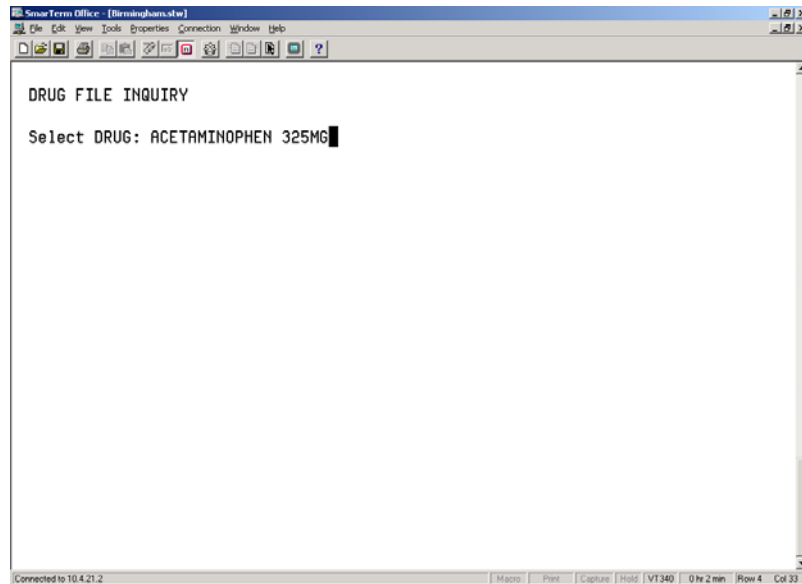 SmarTerm Office - [Birmingham.stw]
File Edit View Tools Properties Connection Window Help
DRUG FILE INQUIRY
Select DRUG: ACETAMINOPHEN 325MG
Connected to 10.4.21.2 Macro Print Capture Hold VT340 0 hr 2 min Row 4 Col 33